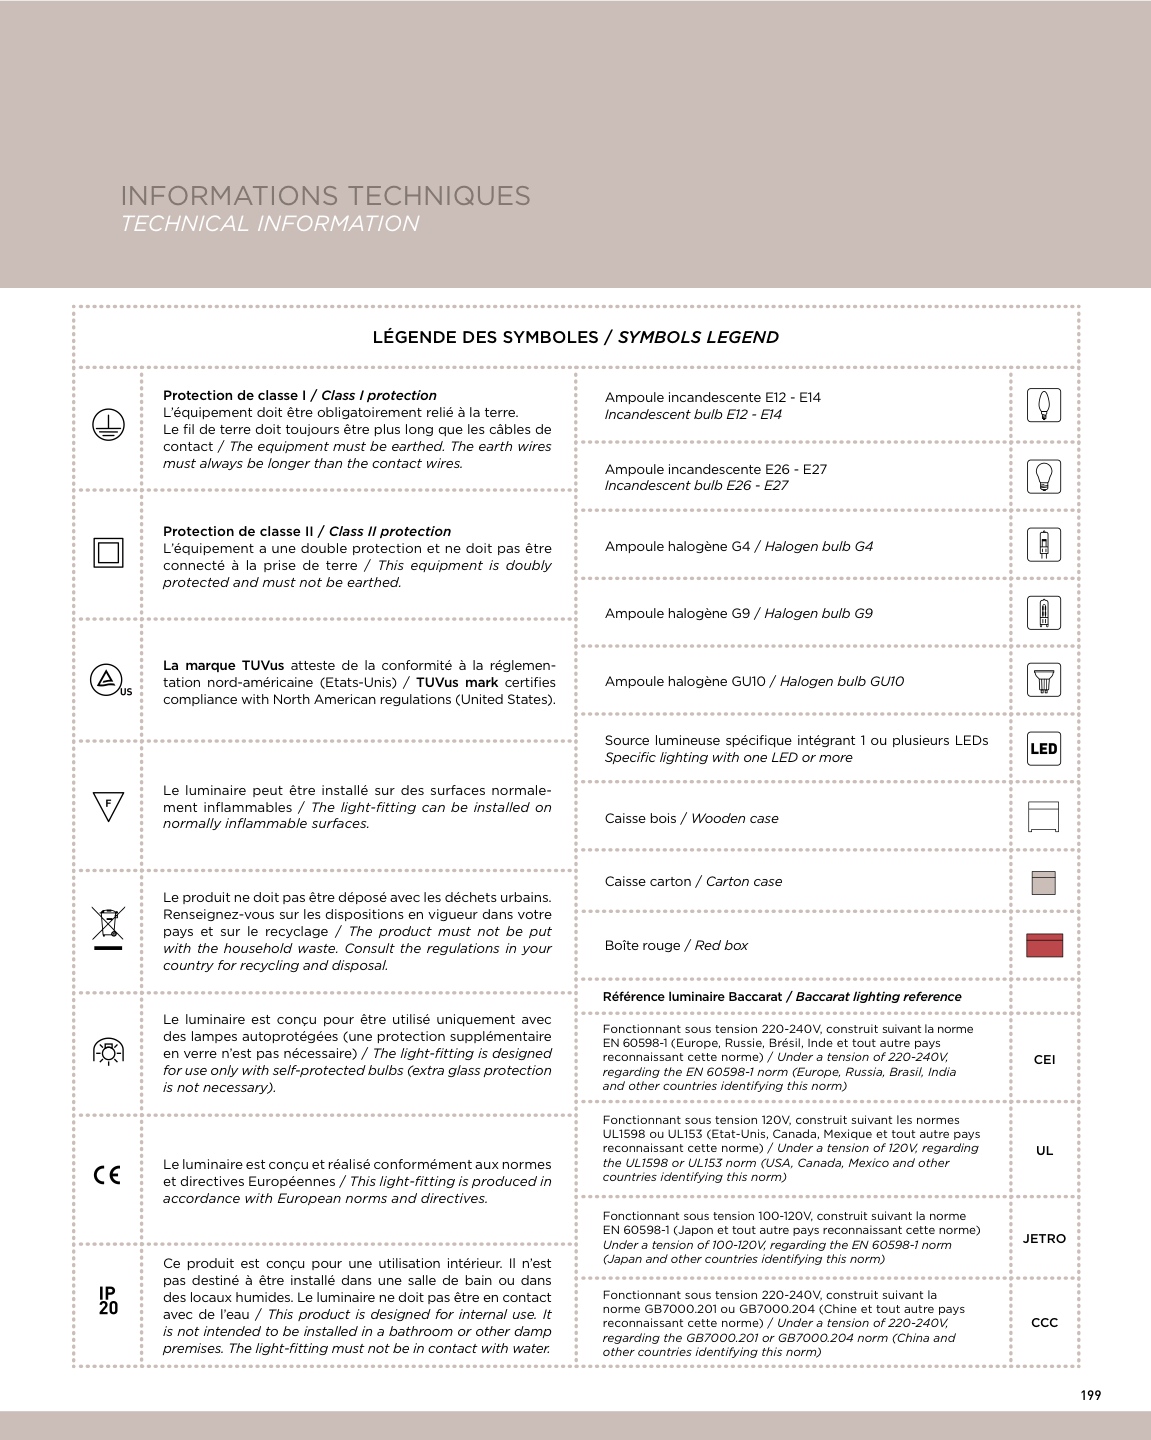 INFORMATIONS TECHNIQUES
TECHNICAL INFORMATION
LÉGENDE DES SYMBOLES / SYMBOLS LEGEND
Protection de classe I / Class I protection
L’équipement doit être obligatoirement relié à la terre.
Le fil de terre doit toujours être plus long que les câbles de
contact / The equipment must be earthed. The earth wires
must always be longer than the contact wires.
Protection de classe II / Class II protection
L’équipement a une double protection et ne doit pas être
connecté à la prise de terre / This equipment is doubly
protected and must not be earthed.
US
La marque TUVus atteste de la conformité à la réglemen-
tation nord-américaine (Etats-Unis) / TUVus mark certifies
compliance with North American regulations (United States).
F
Le luminaire peut être installé sur des surfaces normale-
ment inflammables / The light-fitting can be installed on
normally inflammable surfaces.
Le produit ne doit pas être déposé avec les déchets urbains.
Renseignez-vous sur les dispositions en vigueur dans votre
pays et sur le recyclage / The product must not be put
with the household waste. Consult the regulations in your
country for recycling and disposal.
Le luminaire est conçu pour être utilisé uniquement avec
des lampes autoprotégées (une protection supplémentaire
en verre n’est pas nécessaire) / The light-fitting is designed
for use only with self-protected bulbs (extra glass protection
is not necessary).
CE
Le luminaire est conçu et réalisé conformément aux normes
et directives Européennes / This light-fitting is produced in
accordance with European norms and directives.
IP
20
Ce produit est conçu pour une utilisation intérieur. Il n’est
pas destiné à être installé dans une salle de bain ou dans
des locaux humides. Le luminaire ne doit pas être en contact
avec de l’eau / This product is designed for internal use. It
is not intended to be installed in a bathroom or other damp
premises. The light-fitting must not be in contact with water.
Ampoule incandescente E12 - E14
Incandescent bulb E12 - E14
Ampoule incandescente E26 - E27
Incandescent bulb E26 - E27
Ampoule halogène G4 / Halogen bulb G4
Ampoule halogène G9 / Halogen bulb G9
Ampoule halogène GU10 / Halogen bulb GU10
Source lumineuse spécifique intégrant 1 ou plusieurs LEDs
Specific lighting with one LED or more
LED
Caisse bois / Wooden case
Caisse carton / Carton case
Boîte rouge / Red box
Référence luminaire Baccarat / Baccarat lighting reference
Fonctionnant sous tension 220-240V, construit suivant la norme
EN 60598-1 (Europe, Russie, Brésil, Inde et tout autre pays
reconnaissant cette norme) / Under a tension of 220-240V,
regarding the EN 60598-1 norm (Europe, Russia, Brasil, India
and other countries identifying this norm)
CEI
Fonctionnant sous tension 120V, construit suivant les normes
UL1598 ou UL153 (Etat-Unis, Canada, Mexique et tout autre pays
reconnaissant cette norme) / Under a tension of 120V, regarding
the UL1598 or UL153 norm (USA, Canada, Mexico and other
countries identifying this norm)
UL
Fonctionnant sous tension 100-120V, construit suivant la norme
EN 60598-1 (Japon et tout autre pays reconnaissant cette norme)
Under a tension of 100-120V, regarding the EN 60598-1 norm
(Japan and other countries identifying this norm)
JETRO
Fonctionnant sous tension 220-240V, construit suivant la
norme GB7000.201 ou GB7000.204 (Chine et tout autre pays
reconnaissant cette norme) / Under a tension of 220-240V,
regarding the GB7000.201 or GB7000.204 norm (China and
other countries identifying this norm)
CCC
199